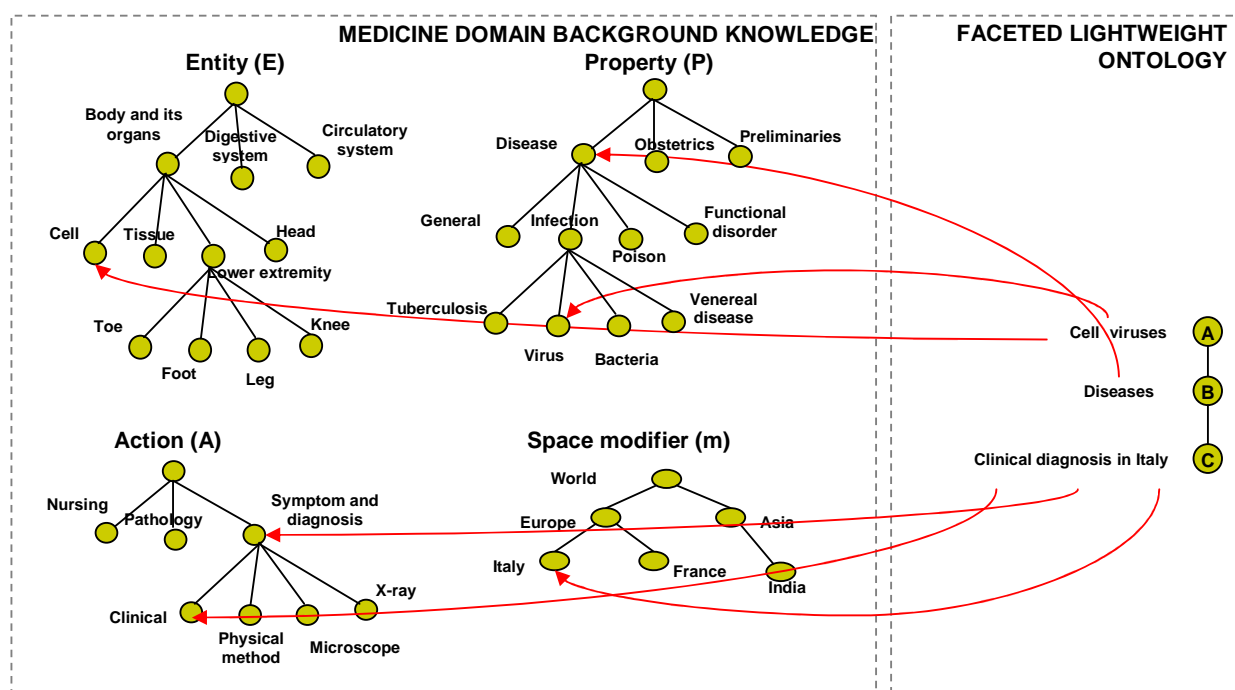 MEDICINE DOMAIN BACKGROUND KNOWLEDGE
FACETED LIGHTWEIGHT
ONTOLOGY
Entity (E)
Body and its
organs
Digestive
system
Circulatory
system
Cell
Tissue
Head
Lower extremity
Toe
Foot
Leg
Knee
Property (P)
Disease
Obstetrics
Preliminaries
General
Infection
Poison
Functional
disorder
Tuberculosis
Virus
Bacteria
Venereal
disease
Action (A)
Nursing
Pathology
Symptom and
diagnosis
Clinical
Physical
method
Microscope
X-ray
Space modifier (m)
World
Europe
Asia
Italy
France
India
Cell viruses
A
Diseases
B
Clinical diagnosis in Italy
C